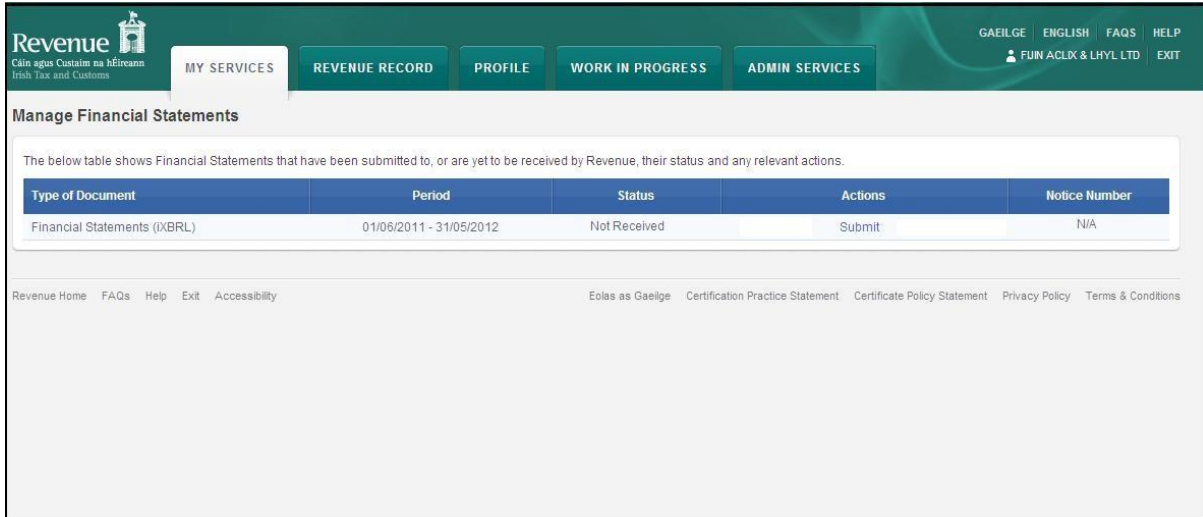 Revenue
Cáin agus Custaim na hÉireann
Irish Tax and Customs
GAEILGE ENGLISH FAQS HELP
FIJN ACLIX & LHYL LTD EXIT
MY SERVICES REVENUE RECORD PROFILE WORK IN PROGRESS ADMIN SERVICES
Manage Financial Statements
The below table shows Financial Statements that have been submitted to, or are yet to be received by Revenue, their status and any relevant actions.
Type of Document Period Status Actions Notice Number
Financial Statements (iXBRL) 01/06/2011 - 31/05/2012 Not Received Submit N/A
Revenue Home FAQs Help Exit Accessibility Eolas as Gaeilge Certification Practice Statement Certificate Policy Statement Privacy Policy Terms & Conditions